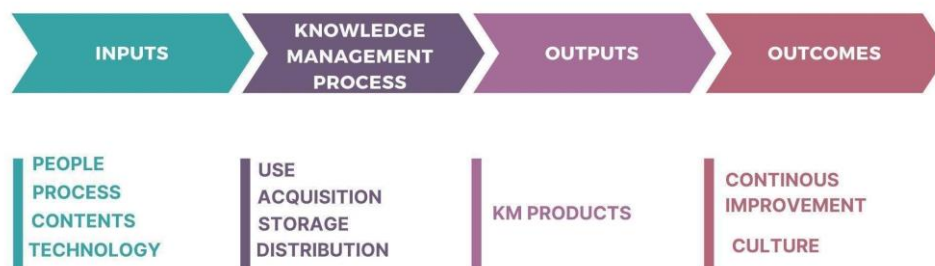 INPUTS
KNOWLEDGE
MANAGEMENT
PROCESS
OUTPUTS
OUTCOMES
PEOPLE
PROCESS
CONTENTS
TECHNOLOGY
USE
ACQUISITION
STORAGE
DISTRIBUTION
KM PRODUCTS
CONTINOUS
IMPROVEMENT
CULTURE